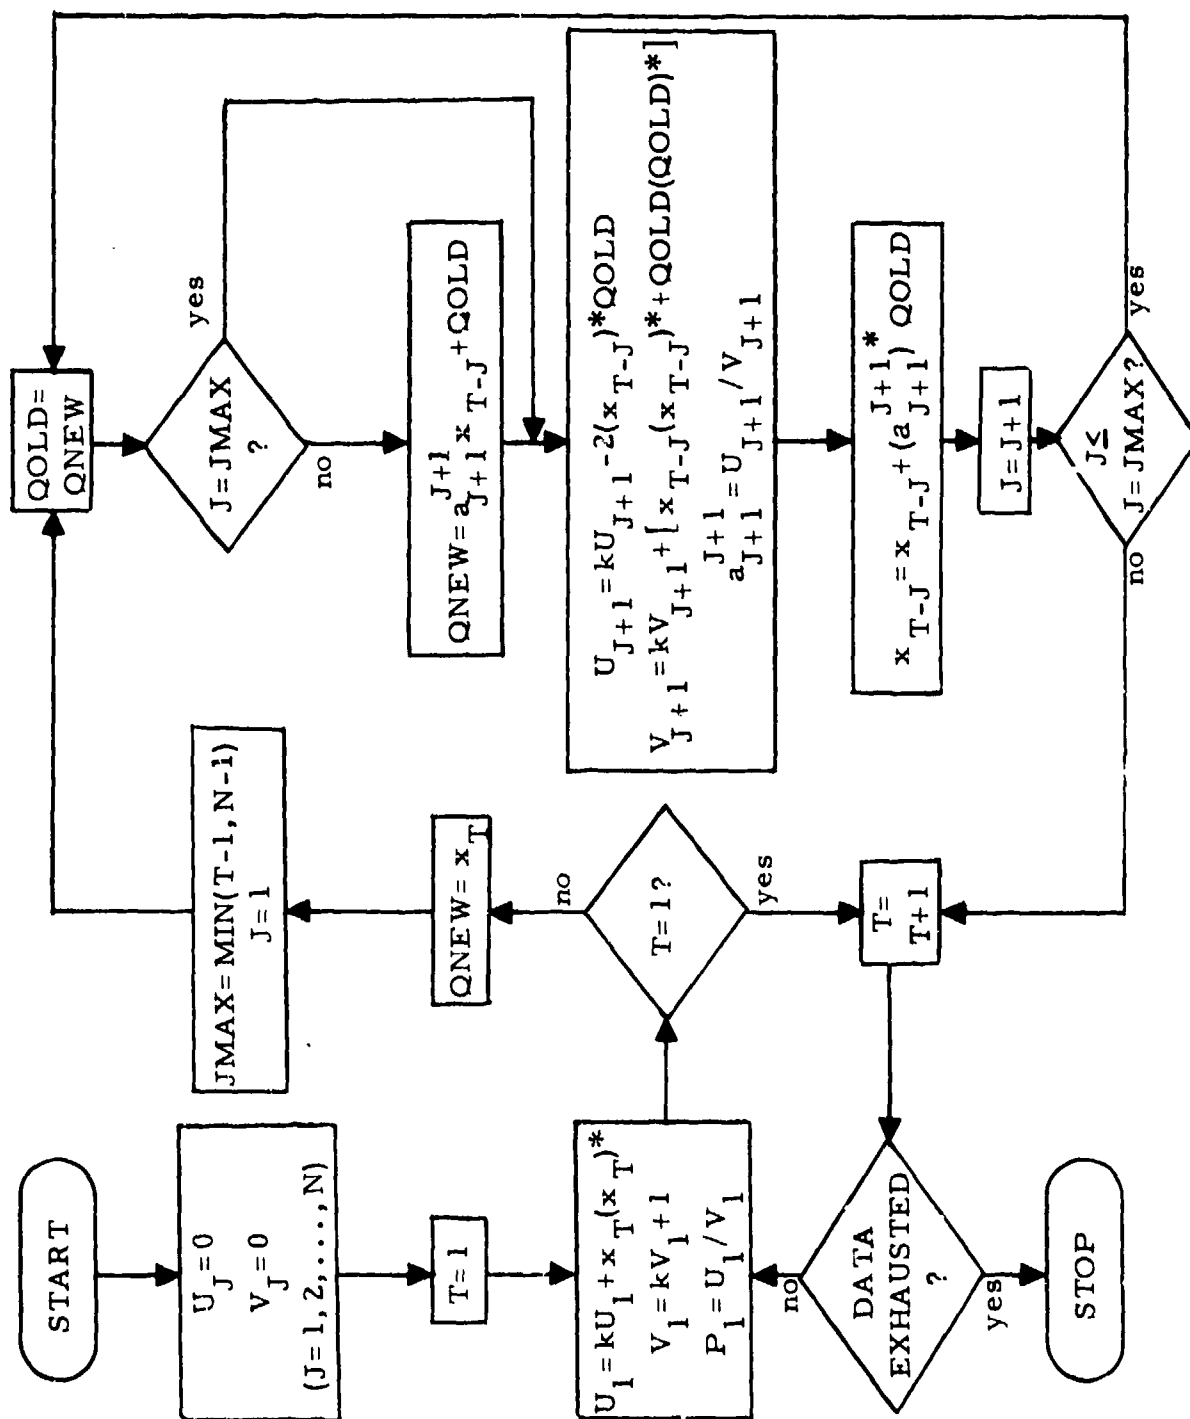 START
U_J=0
V_J=0
(J=1,2,...,N)
T=1
U_1=kU_1+x_T(x_T)*
V_1=kV_1+1
P_1=U_1/V_1
DATA
EXHAUSTED
?
no
yes
STOP
T=1?
no
yes
T=
T+1
QNEW=x_T
JMAX=MIN(T-1,N-1)
J=1
QOLD=
QNEW
J=JMAX
?
yes
no
QNEW=a_{J+1}^{J+1}x_{T-J}+QOLD
U_{J+1}=kU_{J+1}-2(x_{T-J})*QOLD
V_{J+1}=kV_{J+1}+[x_{T-J}(x_{T-J})*+QOLD(QOLD)*]
a_{J+1}^{J+1}=U_{J+1}/V_{J+1}
x_{T-J}=x_{T-J}+(a_{J+1}^{J+1})* QOLD
J=J+1
J≤
J=JMAX?
no
yes